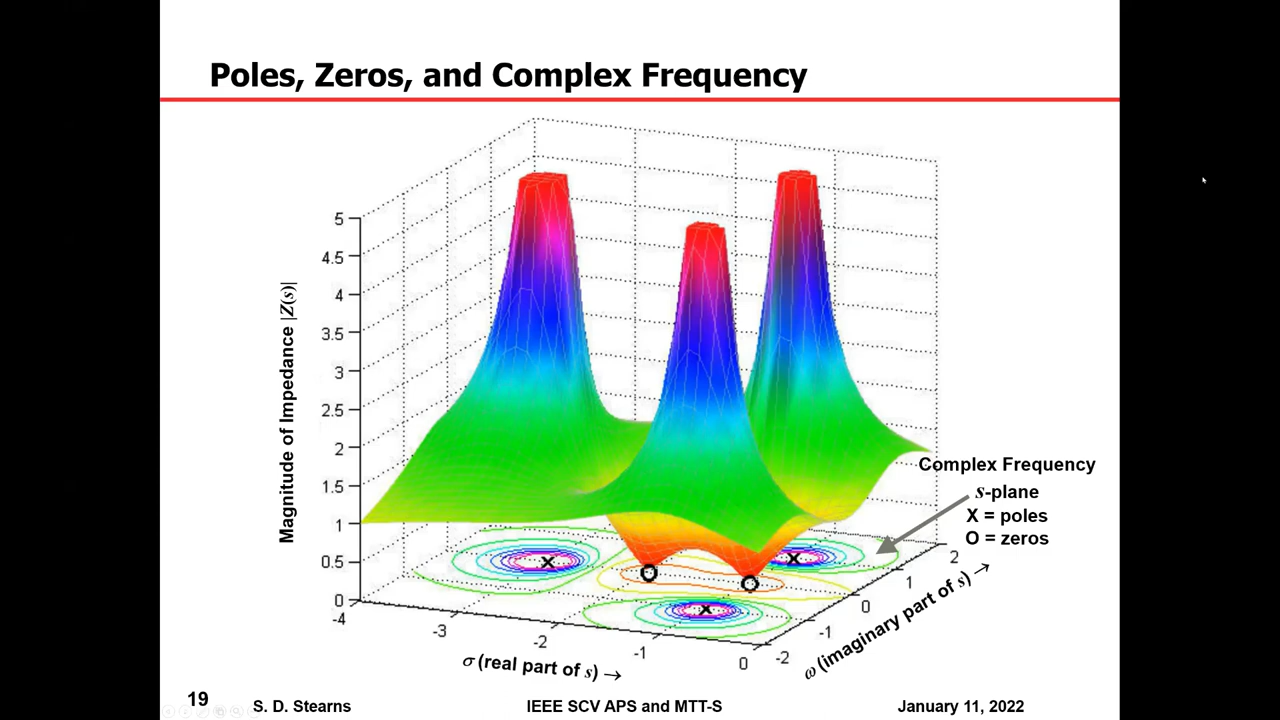 Poles, Zeros, and Complex Frequency
Magnitude of Impedance |Z(s)|
5
4.5
4
3.5
3
2.5
2
1.5
1
0.5
0
-4
-3
-2
-1
0
σ (real part of s) →
-2
-1
0
1
2
ω (imaginary part of s) →
Complex Frequency
s-plane
X = poles
O = zeros
X
X
X
O
O
19
S. D. Stearns
IEEE SCV APS and MTT-S
January 11, 2022